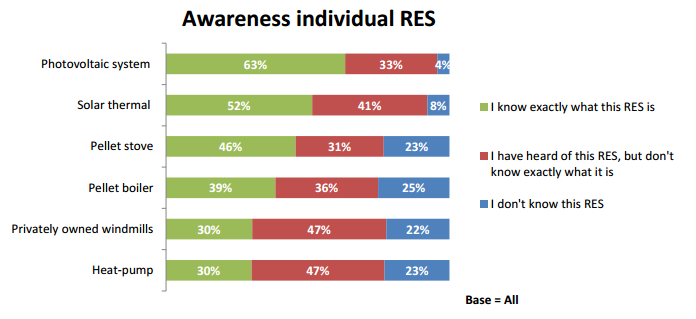 Awareness individual RES
Photovoltaic system 63% 33% 4%
Solar thermal 52% 41% 8%
Pellet stove 46% 31% 23%
Pellet boiler 39% 36% 25%
Privately owned windmills 30% 47% 22%
Heat-pump 30% 47% 23%
I know exactly what this RES is
I have heard of this RES, but don't
know exactly what it is
I don't know this RES
Base = All